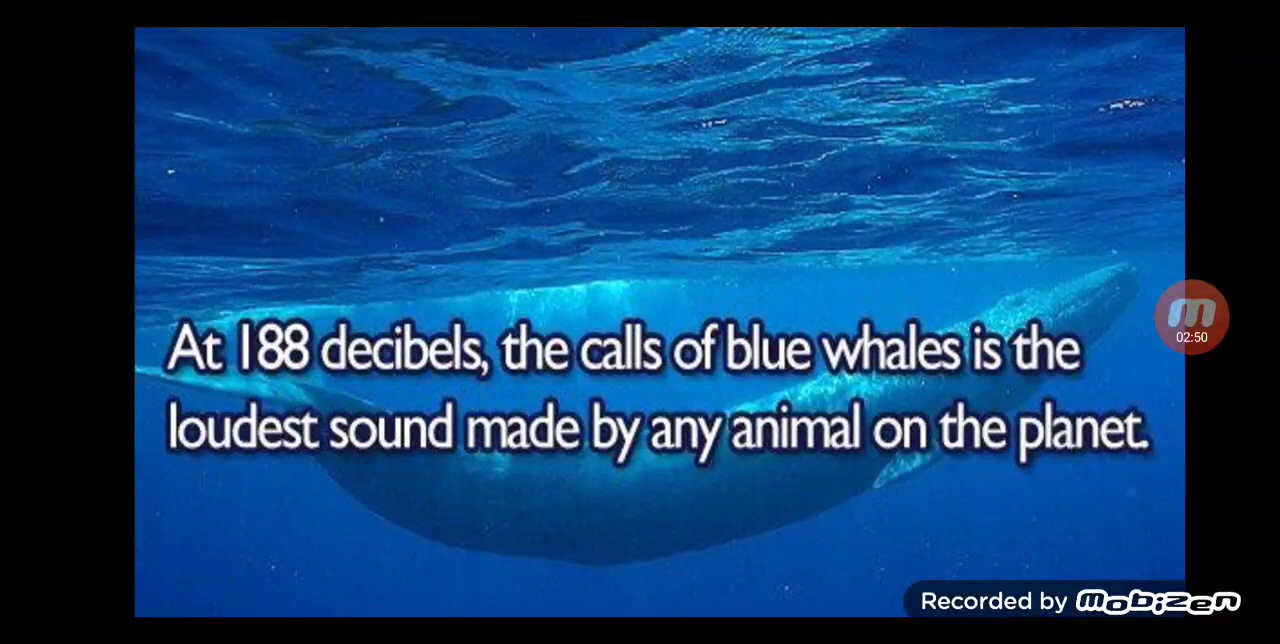 At 188 decibels, the calls of blue whales is the
loudest sound made by any animal on the planet.
02:50
Recorded by Mobizen